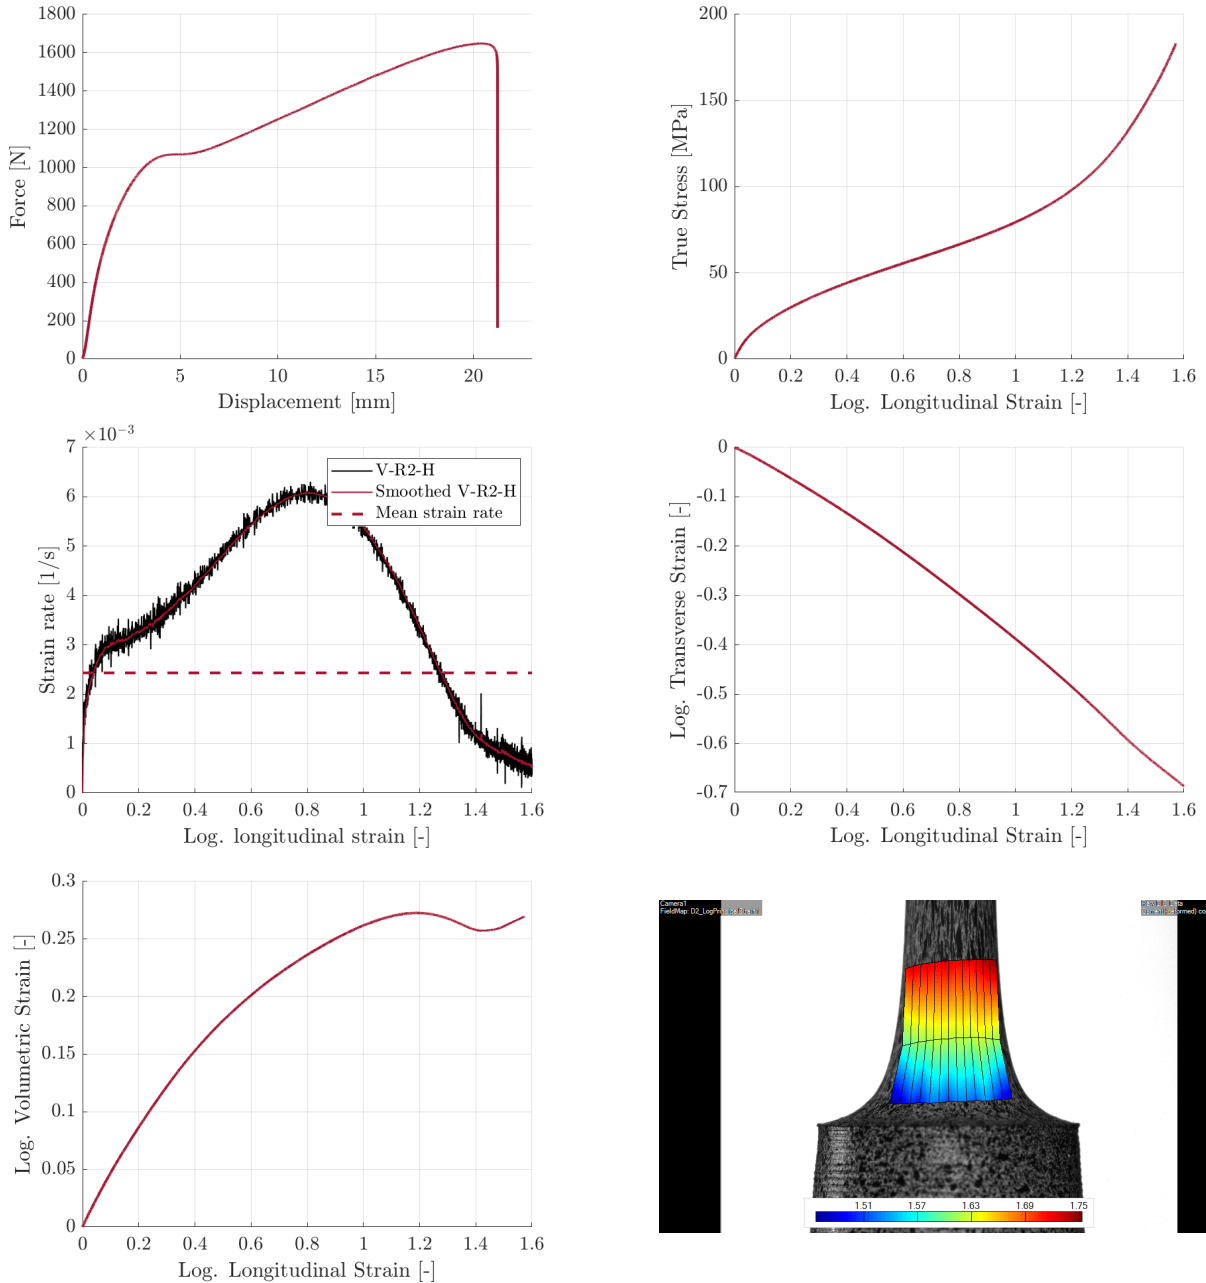 1800
1600
1400
1200
1000
800
600
400
200
0
0 5 10 15 20
Force [N]
Displacement [mm]
200
150
100
50
0
0 0.2 0.4 0.6 0.8 1 1.2 1.4 1.6
True Stress [MPa]
Log. Longitudinal Strain [-]
7 ×10⁻³
6
5
4
3
2
1
0
0 0.2 0.4 0.6 0.8 1 1.2 1.4 1.6
Strain rate [1/s]
Log. longitudinal strain [-]
V-R2-H
Smoothed V-R2-H
Mean strain rate
0
-0.1
-0.2
-0.3
-0.4
-0.5
-0.6
-0.7
0 0.2 0.4 0.6 0.8 1 1.2 1.4 1.6
Log. Transverse Strain [-]
Log. Longitudinal Strain [-]
0.3
0.25
0.2
0.15
0.1
0.05
0
0 0.2 0.4 0.6 0.8 1 1.2 1.4 1.6
Log. Volumetric Strain [-]
Log. Longitudinal Strain [-]
Camera1
FieldMap:
1.51 1.57 1.63 1.69 1.75